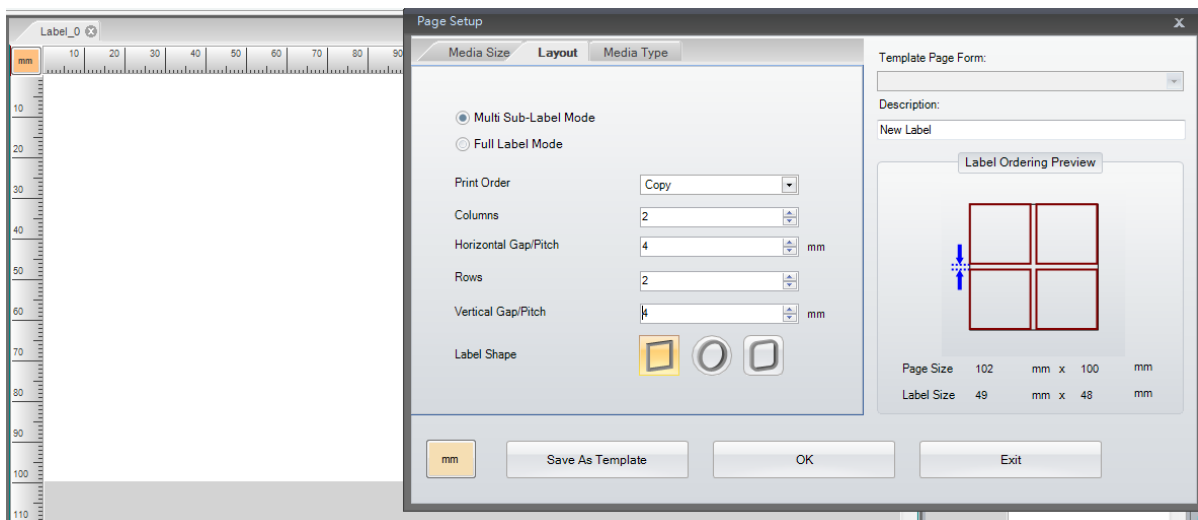 Label_0
mm 10 20 30 40 50 60 70 80 90
10
20
30
40
50
60
70
80
90
100
110
Page Setup x
Media Size Layout Media Type
Multi Sub-Label Mode
Full Label Mode
Print Order Copy
Columns 2
Horizontal Gap/Pitch 4 mm
Rows 2
Vertical Gap/Pitch 4 mm
Label Shape
Template Page Form:
Description:
New Label
Label Ordering Preview
Page Size 102 mm x 100 mm
Label Size 49 mm x 48 mm
mm Save As Template OK Exit